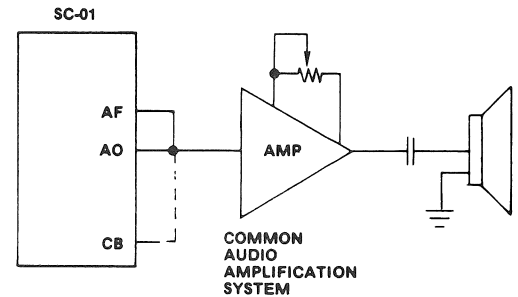 SC-01
AF
AO
AMP
CB
COMMON
AUDIO
AMPLIFICATION
SYSTEM